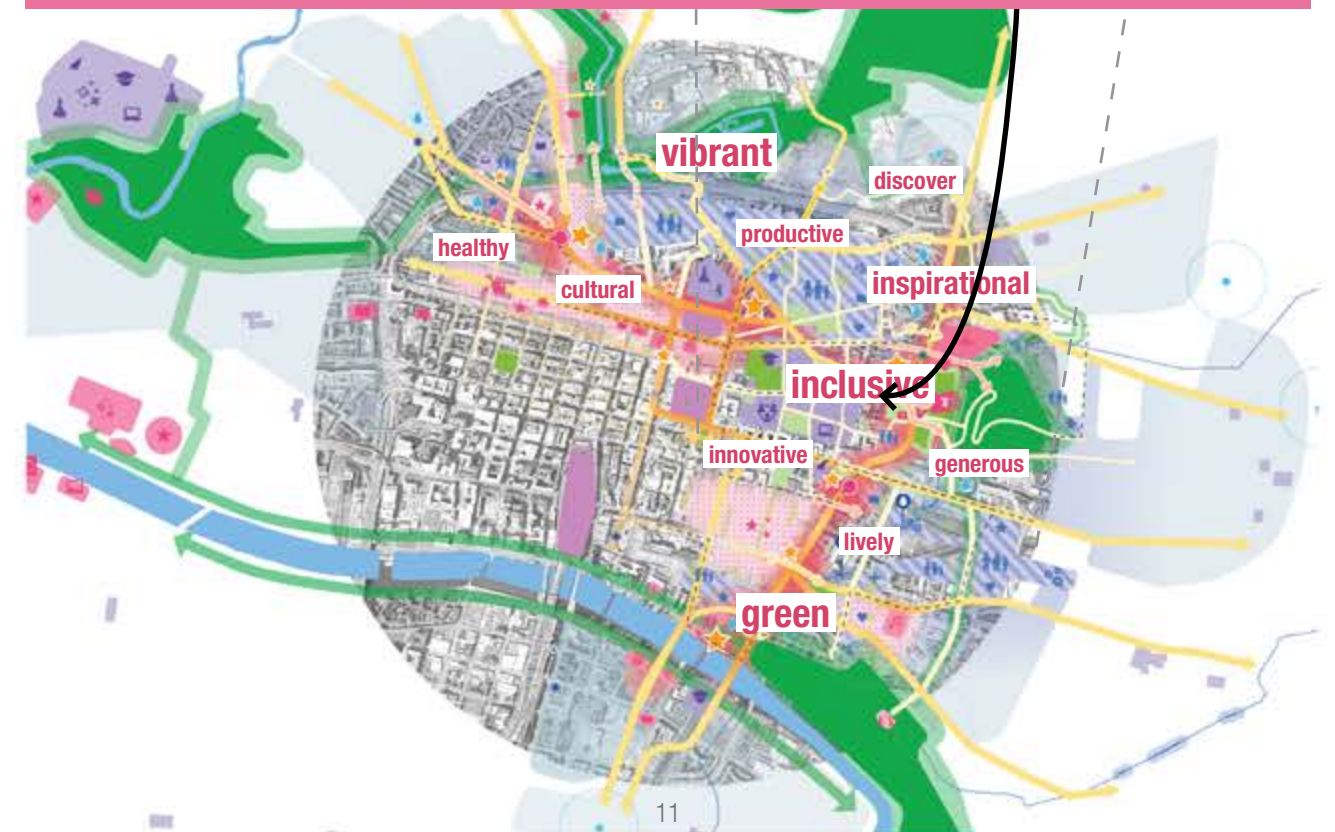 vibrant
discover
healthy
productive
cultural
inspirational
inclusive
innovative
generous
lively
green
11